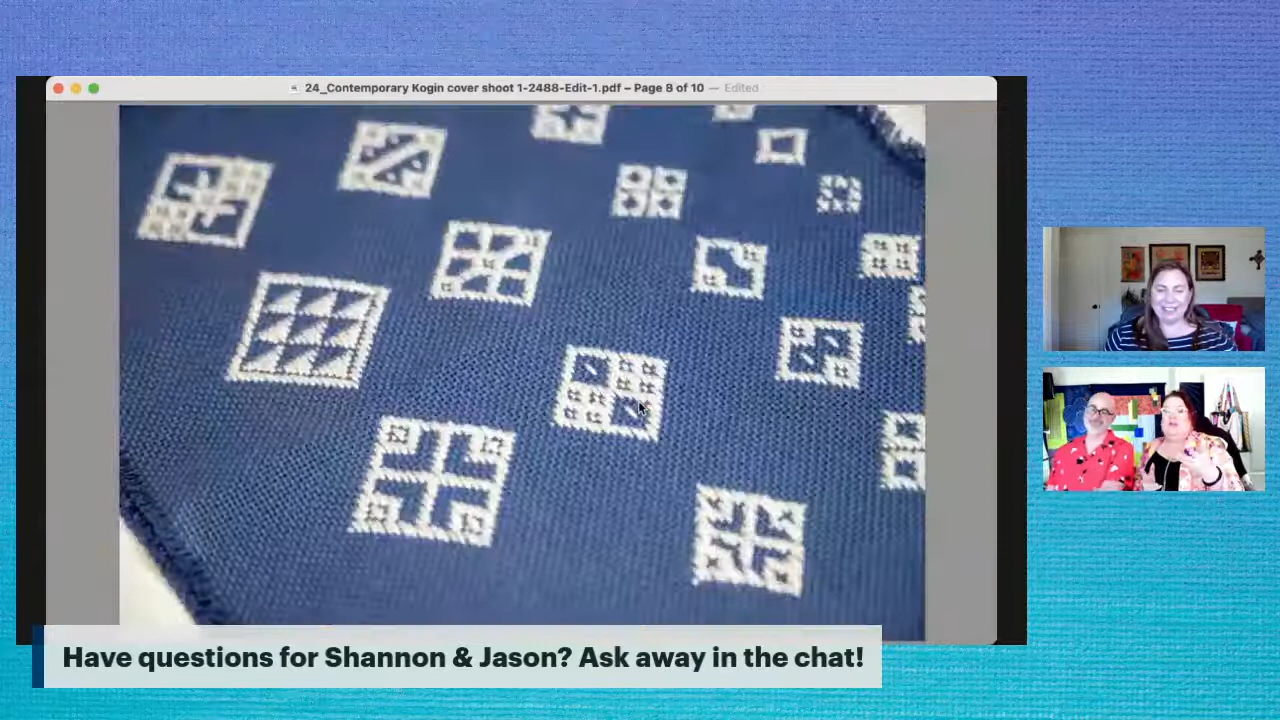 24_Contemporary Kogin cover shoot 1-2488-Edit-1.pdf – Page 8 of 10 — Edited
Have questions for Shannon & Jason? Ask away in the chat!